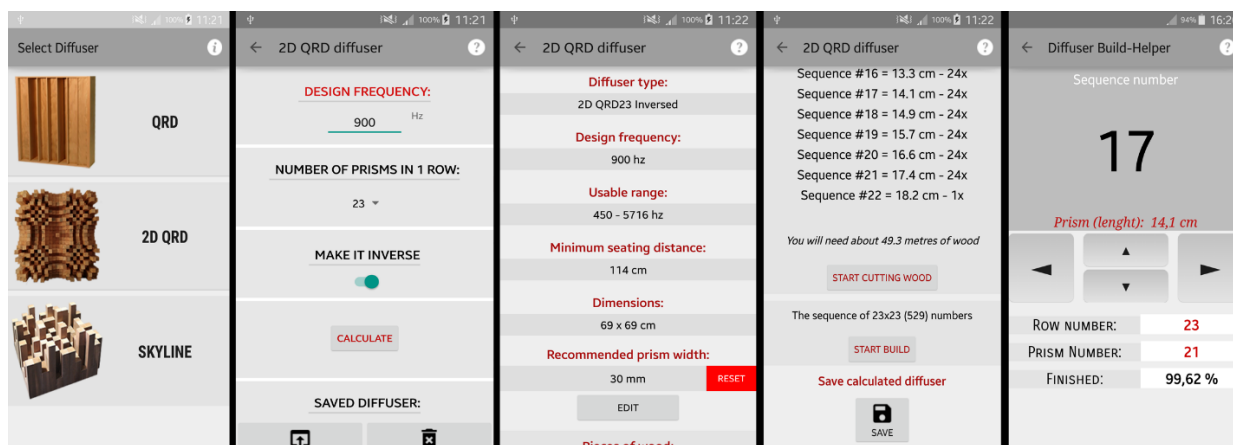 100% 11:21
Select Diffuser
QRD
2D QRD
SKYLINE
100% 11:21
2D QRD diffuser
DESIGN FREQUENCY:
900 Hz
NUMBER OF PRISMS IN 1 ROW:
23
MAKE IT INVERSE
CALCULATE
SAVED DIFFUSER:
100% 11:22
2D QRD diffuser
Diffuser type:
2D QRD23 Inversed
Design frequency:
900 hz
Usable range:
450 - 5716 hz
Minimum seating distance:
114 cm
Dimensions:
69 x 69 cm
Recommended prism width:
30 mm RESET
EDIT
Pieces of wood:
100% 11:22
2D QRD diffuser
Sequence #16 = 13.3 cm - 24x
Sequence #17 = 14.1 cm - 24x
Sequence #18 = 14.9 cm - 24x
Sequence #19 = 15.7 cm - 24x
Sequence #20 = 16.6 cm - 24x
Sequence #21 = 17.4 cm - 24x
Sequence #22 = 18.2 cm - 1x
You will need about 49.3 metres of wood
START CUTTING WOOD
The sequence of 23x23 (529) numbers
START BUILD
Save calculated diffuser
SAVE
94% 16:20
Diffuser Build-Helper
Sequence number
17
Prism (lenght): 14,1 cm
ROW NUMBER: 23
PRISM NUMBER: 21
FINISHED: 99,62 %